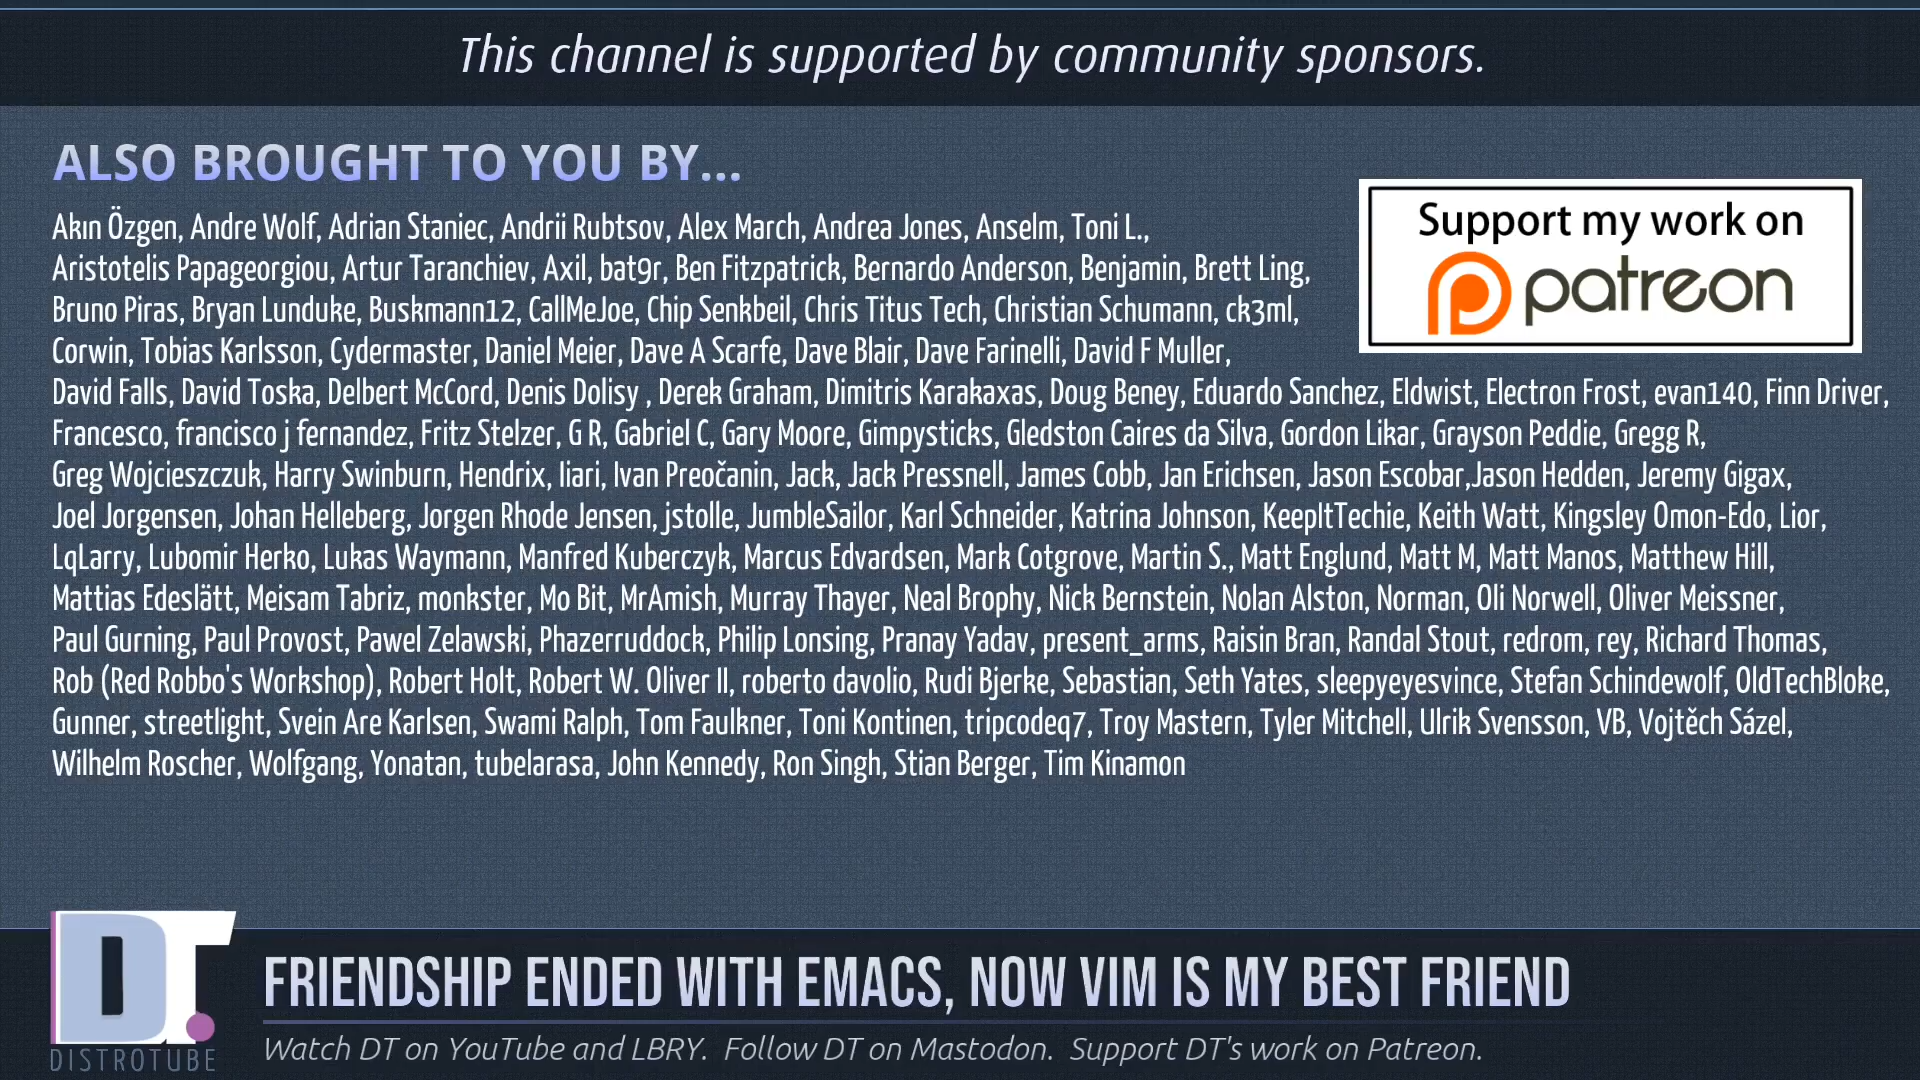 This channel is supported by community sponsors.
ALSO BROUGHT TO YOU BY...
Akın Özgen, Andre Wolf, Adrian Staniec, Andrii Rubtsov, Alex March, Andrea Jones, Anselm, Toni L.,
Aristotelis Papageorgiou, Artur Taranchiev, Axil, bat9r, Ben Fitzpatrick, Bernardo Anderson, Benjamin, Brett Ling,
Bruno Piras, Bryan Lunduke, Buskmann12, CallMeJoe, Chip Senkbeil, Chris Titus Tech, Christian Schumann, ck3ml,
Corwin, Tobias Karlsson, Cydermaster, Daniel Meier, Dave A Scarfe, Dave Blair, Dave Farinelli, David F Muller,
Support my work on
patreon
David Falls, David Toska, Delbert McCord, Denis Dolisy , Derek Graham, Dimitris Karakaxas, Doug Beney, Eduardo Sanchez, Eldwist, Electron Frost, evan140, Finn Driver,
Francesco, francisco j fernandez, Fritz Stelzer, G R, Gabriel C, Gary Moore, Gimpysticks, Gledston Caires da Silva, Gordon Likar, Grayson Peddie, Gregg R,
Greg Wojcieszczuk, Harry Swinburn, Hendrix, Iiari, Ivan Preočanin, Jack, Jack Pressnell, James Cobb, Jan Erichsen, Jason Escobar,Jason Hedden, Jeremy Gigax,
Joel Jorgensen, Johan Helleberg, Jorgen Rhode Jensen, jstolle, JumbleSailor, Karl Schneider, Katrina Johnson, KeepItTechie, Keith Watt, Kingsley Omon-Edo, Lior,
LqLarry, Lubomir Herko, Lukas Waymann, Manfred Kuberczyk, Marcus Edvardsen, Mark Cotgrove, Martin S., Matt Englund, Matt M, Matt Manos, Matthew Hill,
Mattias Edeslätt, Meisam Tabriz, monkster, Mo Bit, MrAmish, Murray Thayer, Neal Brophy, Nick Bernstein, Nolan Alston, Norman, Oli Norwell, Oliver Meissner,
Paul Gurning, Paul Provost, Pawel Zelawski, Phazerruddock, Philip Lonsing, Pranay Yadav, present_arms, Raisin Bran, Randal Stout, redrom, rey, Richard Thomas,
Rob (Red Robbo's Workshop), Robert Holt, Robert W. Oliver II, roberto davolio, Rudi Bjerke, Sebastian, Seth Yates, sleepyeyesvince, Stefan Schindewolf, OldTechBloke,
Gunner, streetlight, Svein Are Karlsen, Swami Ralph, Tom Faulkner, Toni Kontinen, tripcodeq7, Troy Mastern, Tyler Mitchell, Ulrik Svensson, VB, Vojtěch Sázel,
Wilhelm Roscher, Wolfgang, Yonatan, tubelarasa, John Kennedy, Ron Singh, Stian Berger, Tim Kinamon
DT
DISTROTUBE
FRIENDSHIP ENDED WITH EMACS, NOW VIM IS MY BEST FRIEND
Watch DT on YouTube and LBRY. Follow DT on Mastodon. Support DT's work on Patreon.